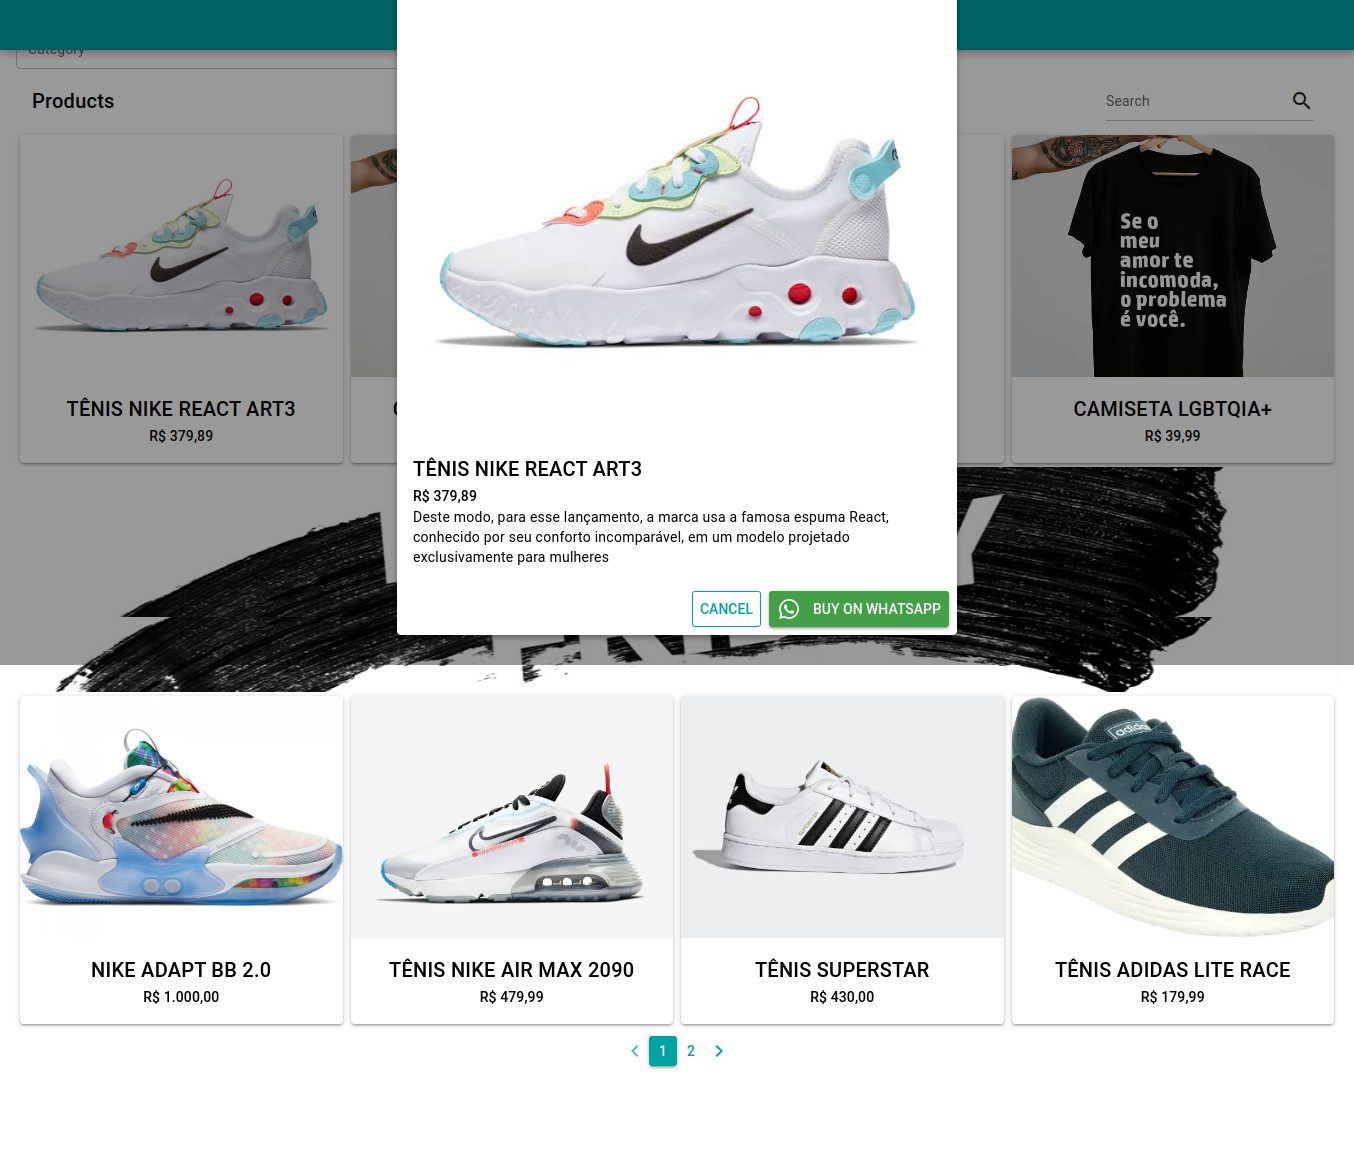 Category
Products
Search
Se o
meu
amor te
incomoda,
o problema
é você.
TÊNIS NIKE REACT ART3
R$ 379,89
CAMISETA LGBTQIA+
R$ 39,99
TÊNIS NIKE REACT ART3
R$ 379,89
Deste modo, para esse lançamento, a marca usa a famosa espuma React,
conhecido por seu conforto incomparável, em um modelo projetado
exclusivamente para mulheres
CANCEL
BUY ON WHATSAPP
adidas
NIKE ADAPT BB 2.0
R$ 1.000,00
TÊNIS NIKE AIR MAX 2090
R$ 479,99
TÊNIS SUPERSTAR
R$ 430,00
TÊNIS ADIDAS LITE RACE
R$ 179,99
1
2